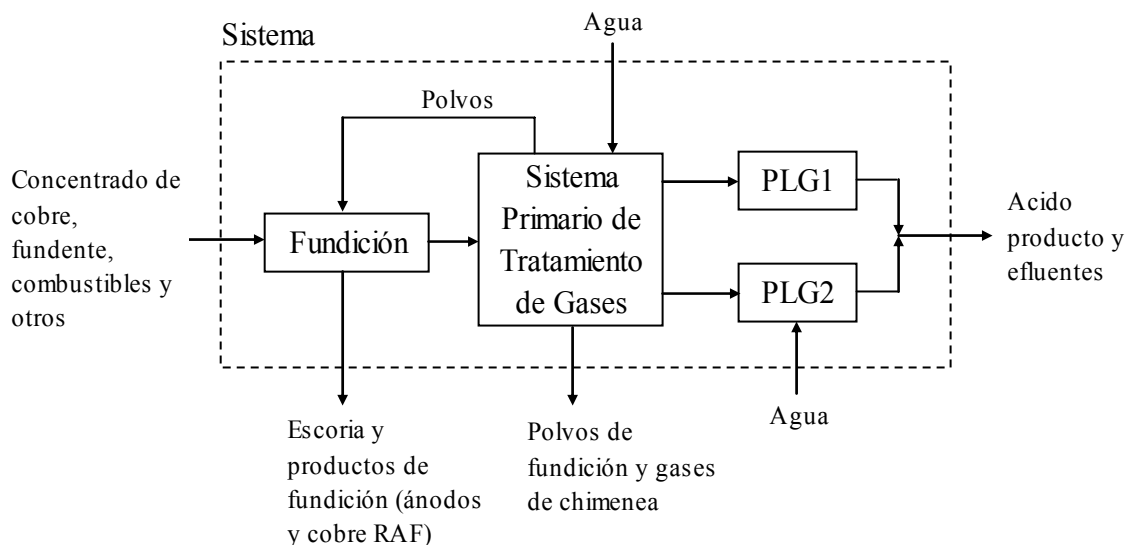 Agua
Sistema
Polvos
Concentrado de
cobre,
fundente,
combustibles y
otros
Fundición
Sistema
Primario de
Tratamiento
de Gases
PLG1
PLG2
Acido
producto y
efluentes
Agua
Escoria y
productos de
fundición (ánodos
y cobre RAF)
Polvos de
fundición y gases
de chimenea